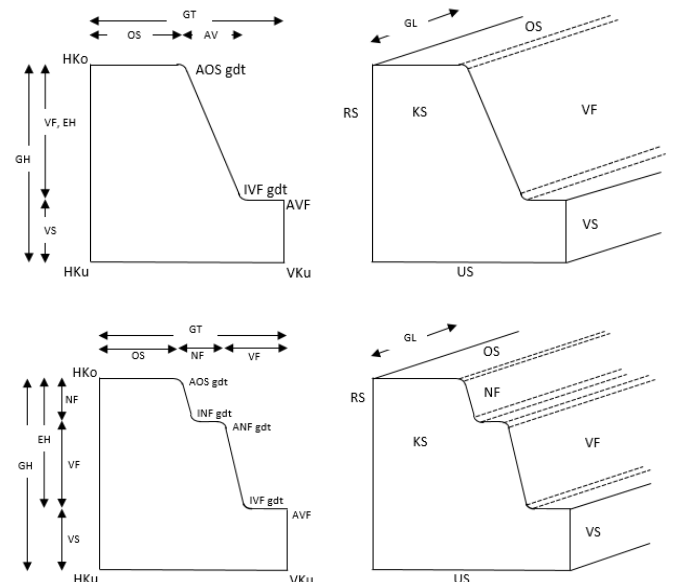 GT
OS AV
HKo
AOS gdt
VF, EH
GH
IVF gdt
AVF
VS
HKu
VKu
GL
OS
RS
KS
VF
VS
US
GT
OS NF VF
HKo
AOS gdt
NF
INF gdt
ANF gdt
EH
VF
GH
IVF gdt
AVF
VS
HKu
VKu
GL
OS
RS
NF
KS
VF
VS
US